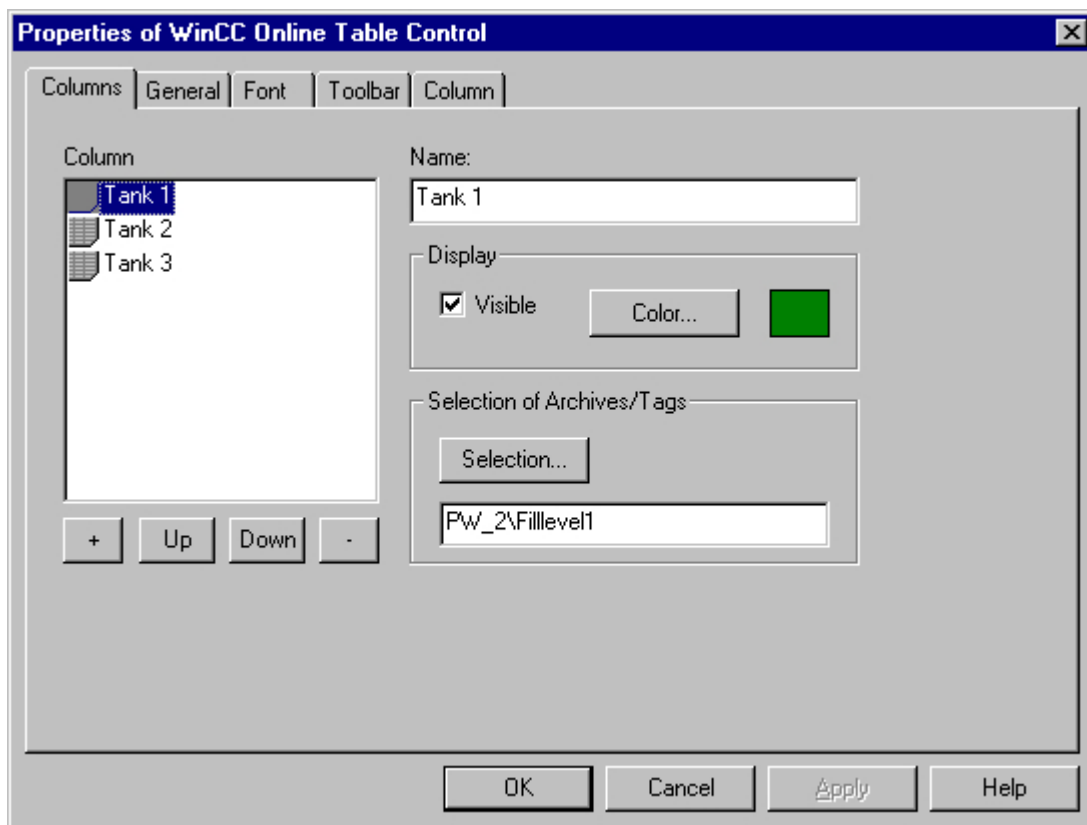 Properties of WinCC Online Table Control
Columns General Font Toolbar Column
Column
Tank 1
Tank 2
Tank 3
+ Up Down -
Name:
Tank 1
Display
Visible Color...
Selection of Archives/Tags
Selection...
PW_2\Filllevel1
OK Cancel Apply Help